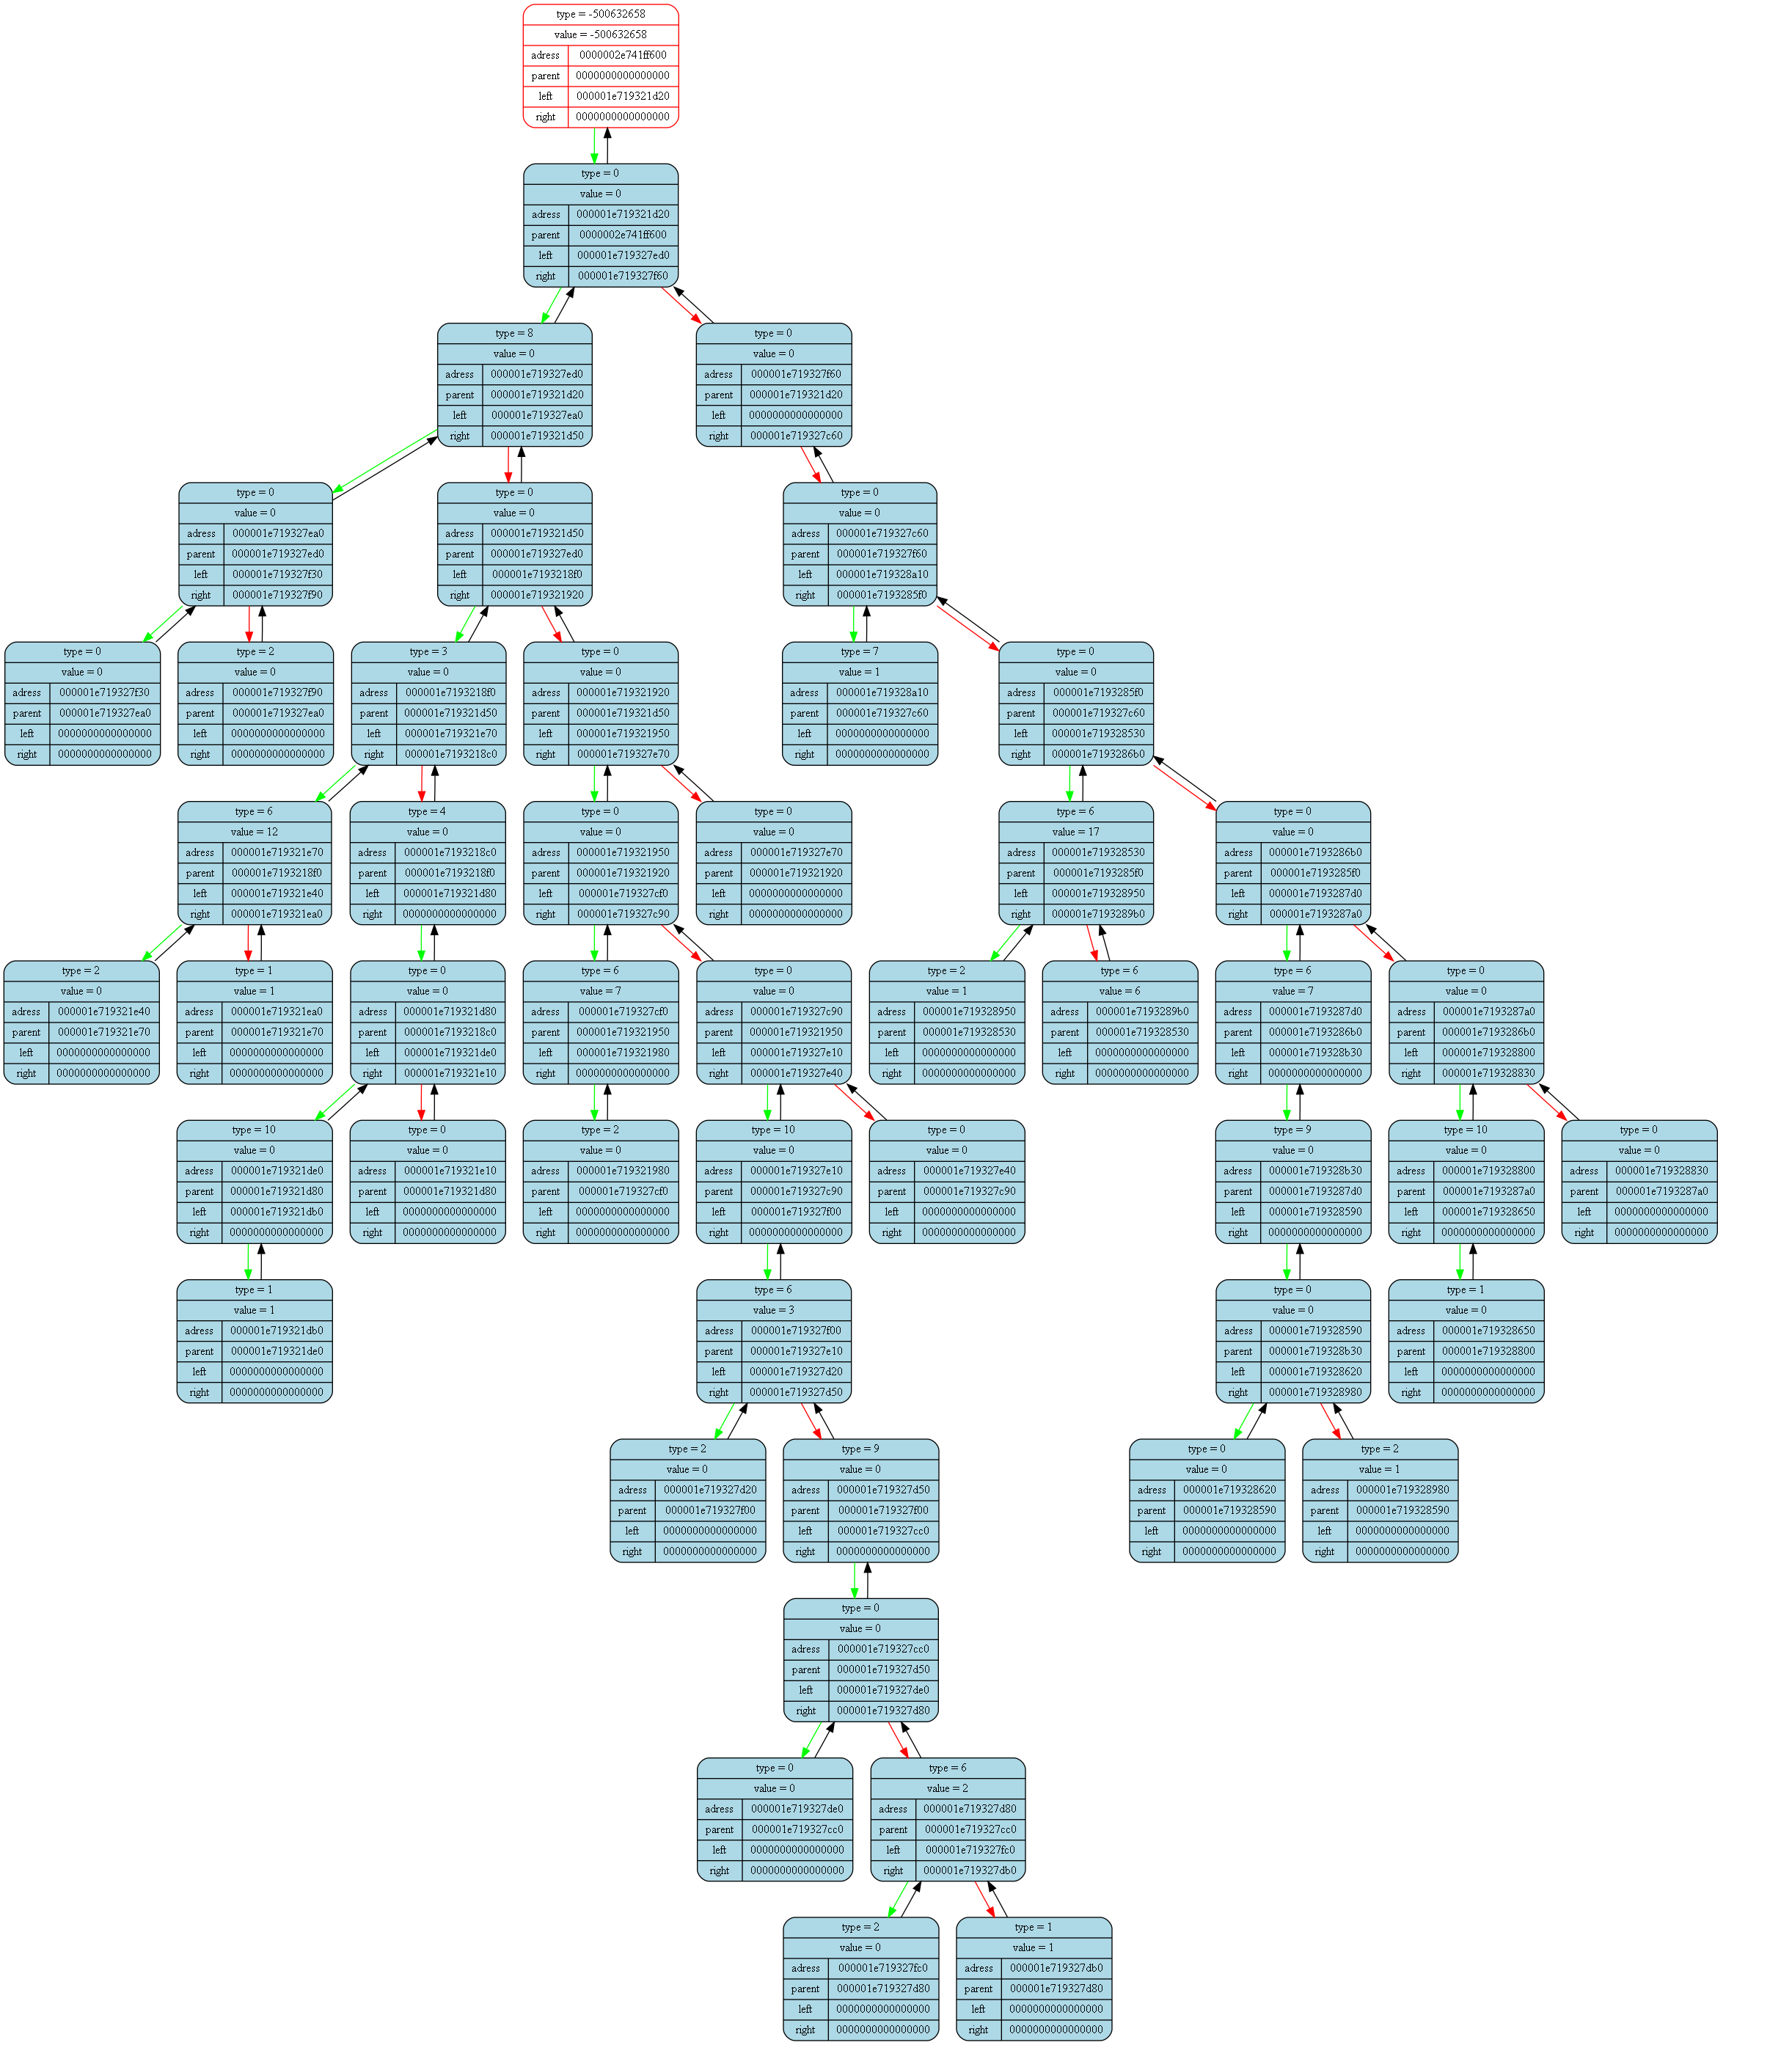 type = -500632658
value = -500632658
adress 0000002e741ff600
parent 0000000000000000
left 000001e719321d20
right 0000000000000000
type = 0
value = 0
adress 000001e719321d20
parent 0000002e741ff600
left 000001e719327ed0
right 000001e719327f60
type = 8
value = 0
adress 000001e719327ed0
parent 000001e719321d20
left 000001e719327ea0
right 000001e719321d50
type = 0
value = 0
adress 000001e719327f60
parent 000001e719321d20
left 0000000000000000
right 000001e719327c60
type = 0
value = 0
adress 000001e719327ea0
parent 000001e719327ed0
left 000001e719327f30
right 000001e719327f90
type = 0
value = 0
adress 000001e719321d50
parent 000001e719327ed0
left 000001e7193218f0
right 000001e719321920
type = 0
value = 0
adress 000001e719327c60
parent 000001e719327f60
left 000001e719328a10
right 000001e7193285f0
type = 0
value = 0
adress 000001e719327f30
parent 000001e719327ea0
left 0000000000000000
right 0000000000000000
type = 2
value = 0
adress 000001e719327f90
parent 000001e719327ea0
left 0000000000000000
right 0000000000000000
type = 3
value = 0
adress 000001e7193218f0
parent 000001e719321d50
left 000001e719321e70
right 000001e7193218c0
type = 0
value = 0
adress 000001e719321920
parent 000001e719321d50
left 000001e719321950
right 000001e719327e70
type = 7
value = 1
adress 000001e719328a10
parent 000001e719327c60
left 0000000000000000
right 0000000000000000
type = 0
value = 0
adress 000001e7193285f0
parent 000001e719327c60
left 000001e719328530
right 000001e7193286b0
type = 6
value = 12
adress 000001e719321e70
parent 000001e7193218f0
left 000001e719321e40
right 000001e719321ea0
type = 4
value = 0
adress 000001e7193218c0
parent 000001e7193218f0
left 000001e719321d80
right 0000000000000000
type = 0
value = 0
adress 000001e719321950
parent 000001e719321920
left 000001e719327cf0
right 000001e719327c90
type = 0
value = 0
adress 000001e719327e70
parent 000001e719321920
left 0000000000000000
right 0000000000000000
type = 6
value = 17
adress 000001e719328530
parent 000001e7193285f0
left 000001e719328950
right 000001e7193289b0
type = 0
value = 0
adress 000001e7193286b0
parent 000001e7193285f0
left 000001e7193287d0
right 000001e7193287a0
type = 2
value = 0
adress 000001e719321e40
parent 000001e719321e70
left 0000000000000000
right 0000000000000000
type = 1
value = 1
adress 000001e719321ea0
parent 000001e719321e70
left 0000000000000000
right 0000000000000000
type = 0
value = 0
adress 000001e719321d80
parent 000001e7193218c0
left 000001e719321de0
right 000001e719321e10
type = 6
value = 7
adress 000001e719327cf0
parent 000001e719321950
left 000001e719321980
right 0000000000000000
type = 0
value = 0
adress 000001e719327c90
parent 000001e719321950
left 000001e719327e10
right 000001e719327e40
type = 2
value = 1
adress 000001e719328950
parent 000001e719328530
left 0000000000000000
right 0000000000000000
type = 6
value = 6
adress 000001e7193289b0
parent 000001e719328530
left 0000000000000000
right 0000000000000000
type = 6
value = 7
adress 000001e7193287d0
parent 000001e7193286b0
left 000001e719328b30
right 0000000000000000
type = 0
value = 0
adress 000001e7193287a0
parent 000001e7193286b0
left 000001e719328800
right 000001e719328830
type = 10
value = 0
adress 000001e719321de0
parent 000001e719321d80
left 000001e719321db0
right 0000000000000000
type = 0
value = 0
adress 000001e719321e10
parent 000001e719321d80
left 0000000000000000
right 0000000000000000
type = 2
value = 0
adress 000001e719321980
parent 000001e719327cf0
left 0000000000000000
right 0000000000000000
type = 10
value = 0
adress 000001e719327e10
parent 000001e719327c90
left 000001e719327f00
right 0000000000000000
type = 0
value = 0
adress 000001e719327e40
parent 000001e719327c90
left 0000000000000000
right 0000000000000000
type = 9
value = 0
adress 000001e719328b30
parent 000001e7193287d0
left 000001e719328590
right 0000000000000000
type = 10
value = 0
adress 000001e719328800
parent 000001e7193287a0
left 000001e719328650
right 0000000000000000
type = 0
value = 0
adress 000001e719328830
parent 000001e7193287a0
left 0000000000000000
right 0000000000000000
type = 1
value = 1
adress 000001e719321db0
parent 000001e719321de0
left 0000000000000000
right 0000000000000000
type = 6
value = 3
adress 000001e719327f00
parent 000001e719327e10
left 000001e719327d20
right 000001e719327d50
type = 0
value = 0
adress 000001e719328590
parent 000001e719328b30
left 000001e719328620
right 000001e719328980
type = 1
value = 0
adress 000001e719328650
parent 000001e719328800
left 0000000000000000
right 0000000000000000
type = 2
value = 0
adress 000001e719327d20
parent 000001e719327f00
left 0000000000000000
right 0000000000000000
type = 9
value = 0
adress 000001e719327d50
parent 000001e719327f00
left 000001e719327cc0
right 0000000000000000
type = 0
value = 0
adress 000001e719328620
parent 000001e719328590
left 0000000000000000
right 0000000000000000
type = 2
value = 1
adress 000001e719328980
parent 000001e719328590
left 0000000000000000
right 0000000000000000
type = 0
value = 0
adress 000001e719327cc0
parent 000001e719327d50
left 000001e719327de0
right 000001e719327d80
type = 0
value = 0
adress 000001e719327de0
parent 000001e719327cc0
left 0000000000000000
right 0000000000000000
type = 6
value = 2
adress 000001e719327d80
parent 000001e719327cc0
left 000001e719327fc0
right 000001e719327db0
type = 2
value = 0
adress 000001e719327fc0
parent 000001e719327d80
left 0000000000000000
right 0000000000000000
type = 1
value = 1
adress 000001e719327db0
parent 000001e719327d80
left 0000000000000000
right 0000000000000000